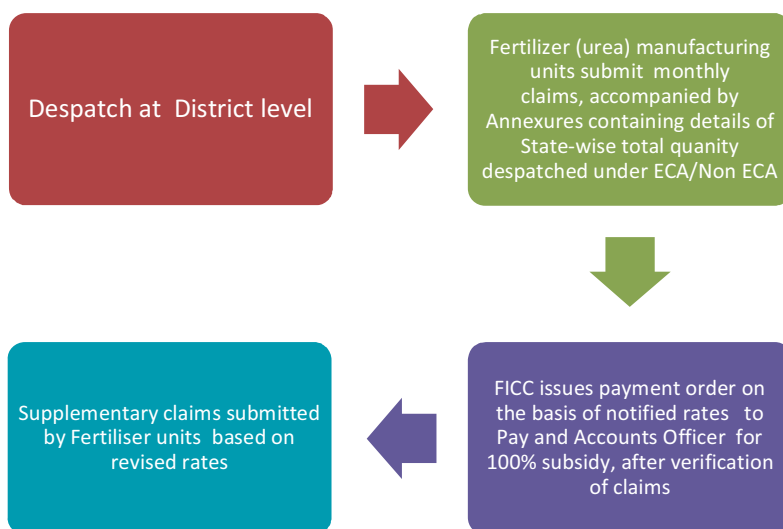 Despatch at District level
Fertilizer (urea) manufacturing
units submit monthly
claims, accompanied by
Annexures containing details of
State-wise total quanity
despatched under ECA/Non ECA
FICC issues payment order on
the basis of notified rates to
Pay and Accounts Officer for
100% subsidy, after verification
of claims
Supplementary claims submitted
by Fertiliser units based on
revised rates